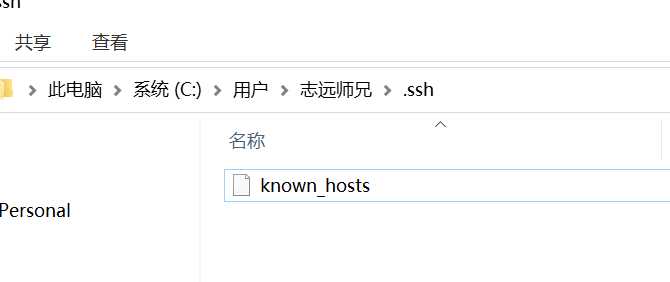 ssh
共享 查看
此电脑 系统 (C:) 用户 志远师兄 .ssh
名称
known_hosts
Personal